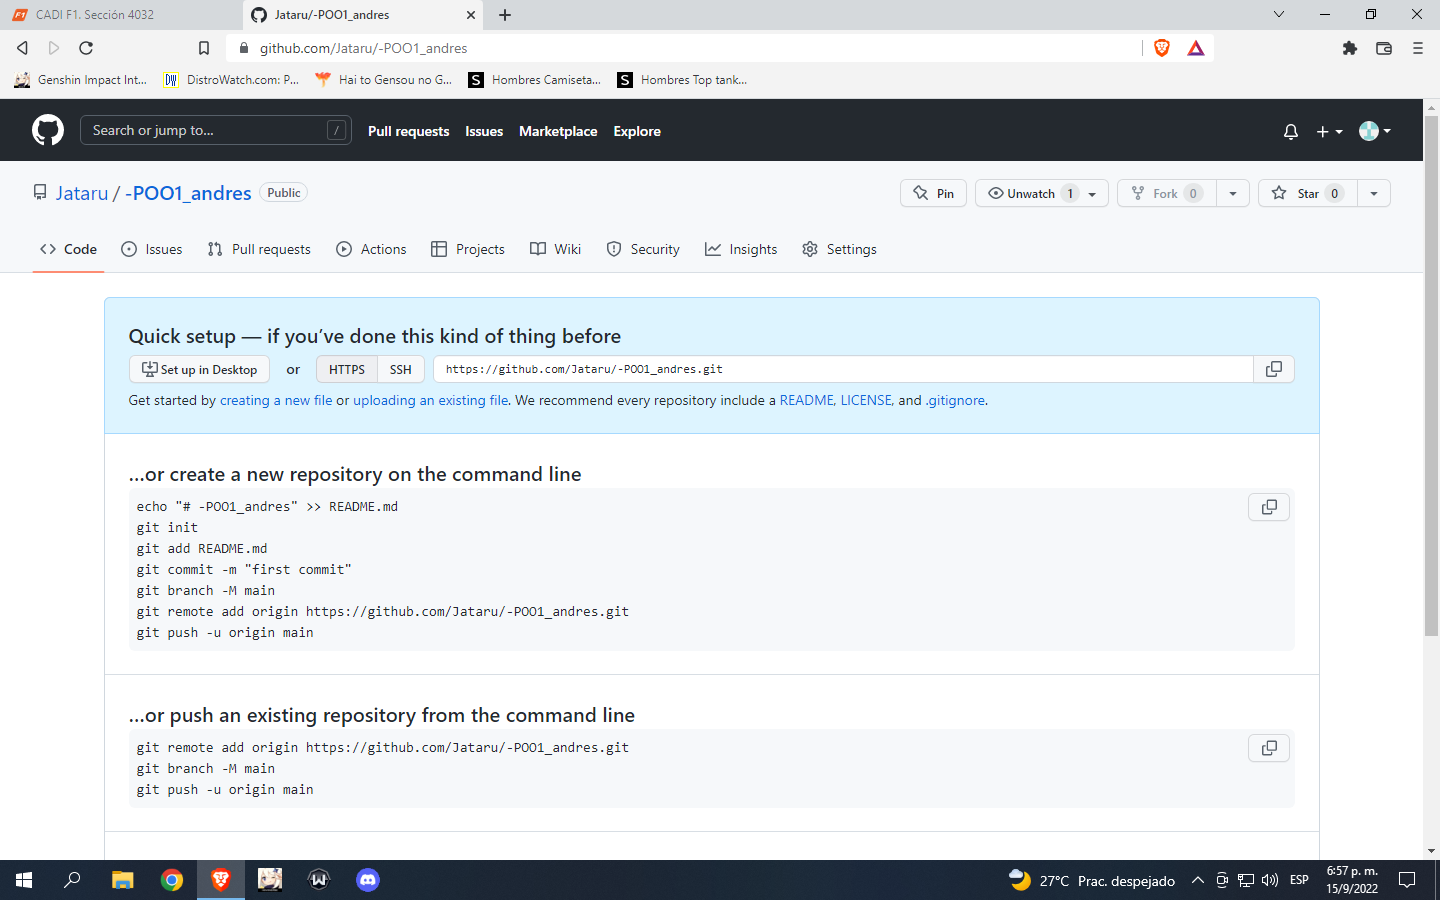 CADI F1. Sección 4032
Jataru/-POO1_andres
github.com/Jataru/-POO1_andres
Genshin Impact Int...
DW
DistroWatch.com: P...
Hai to Gensou no G...
S
Hombres Camiseta...
S
Hombres Top tank...
Search or jump to...
/
Pull requests
Issues
Marketplace
Explore
Jataru / -POO1_andres
Public
Pin
Unwatch 1
Fork 0
Star 0
Code
Issues
Pull requests
Actions
Projects
Wiki
Security
Insights
Settings
Quick setup — if you’ve done this kind of thing before
Set up in Desktop
or
HTTPS
SSH
https://github.com/Jataru/-POO1_andres.git
Get started by creating a new file or uploading an existing file. We recommend every repository include a README, LICENSE, and .gitignore.
…or create a new repository on the command line
echo "# -POO1_andres" >> README.md
git init
git add README.md
git commit -m "first commit"
git branch -M main
git remote add origin https://github.com/Jataru/-POO1_andres.git
git push -u origin main
…or push an existing repository from the command line
git remote add origin https://github.com/Jataru/-POO1_andres.git
git branch -M main
git push -u origin main
27°C Prac. despejado
ESP
6:57 p. m.
15/9/2022